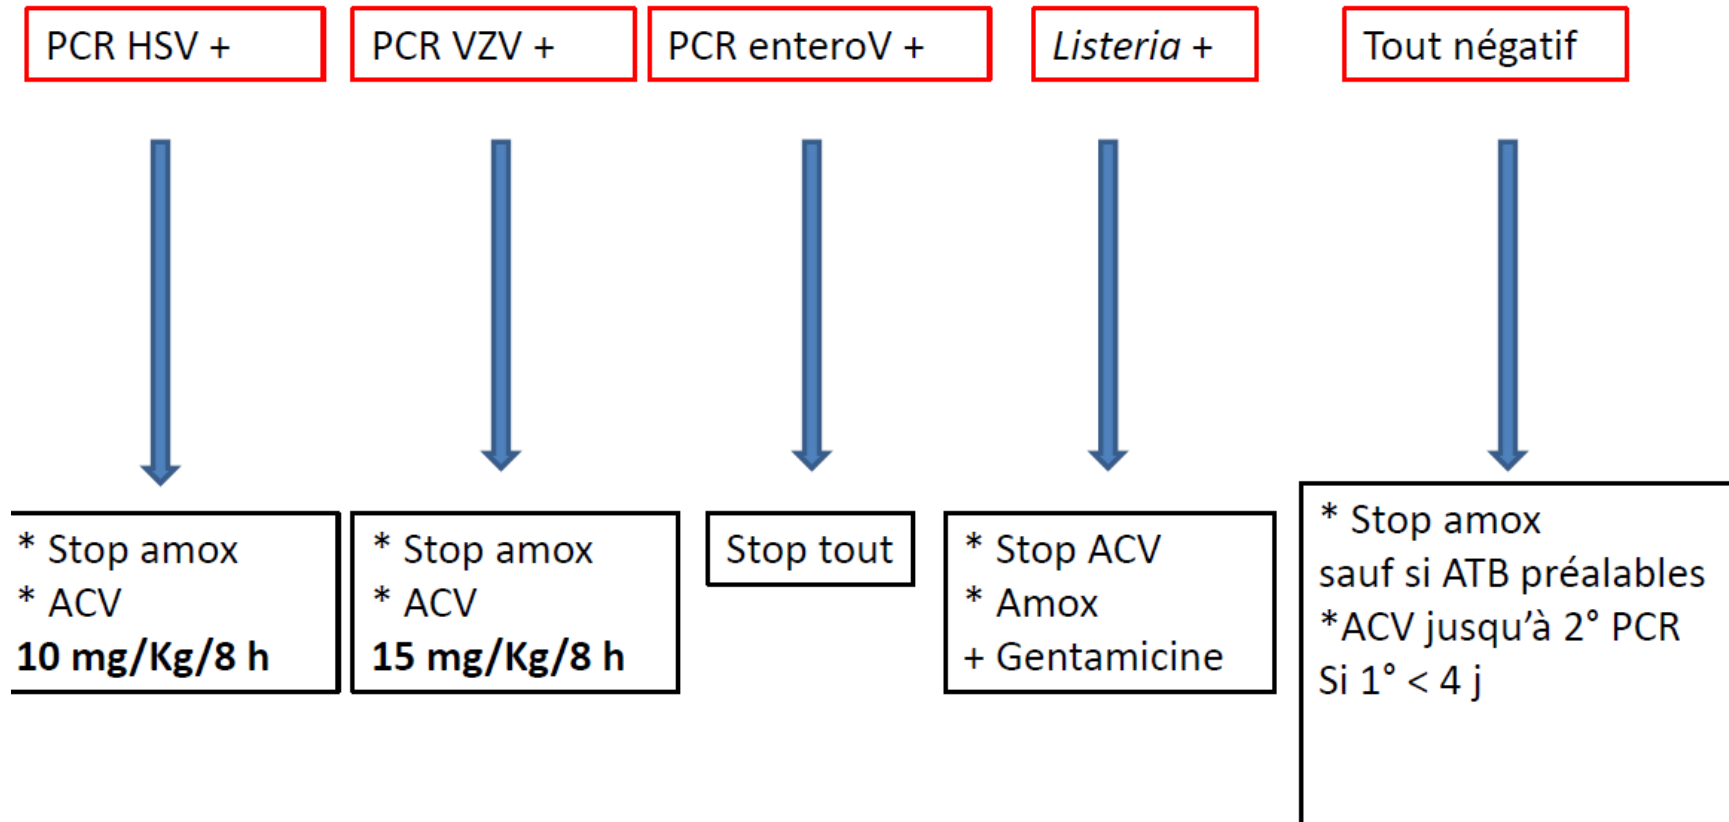 PCR HSV +
PCR VZV +
PCR enteroV +
Listeria +
Tout négatif
* Stop amox
* ACV
10 mg/Kg/8 h
* Stop amox
* ACV
15 mg/Kg/8 h
Stop tout
* Stop ACV
* Amox
+ Gentamicine
* Stop amox
sauf si ATB préalables
*ACV jusqu’à 2° PCR
Si 1° < 4 j